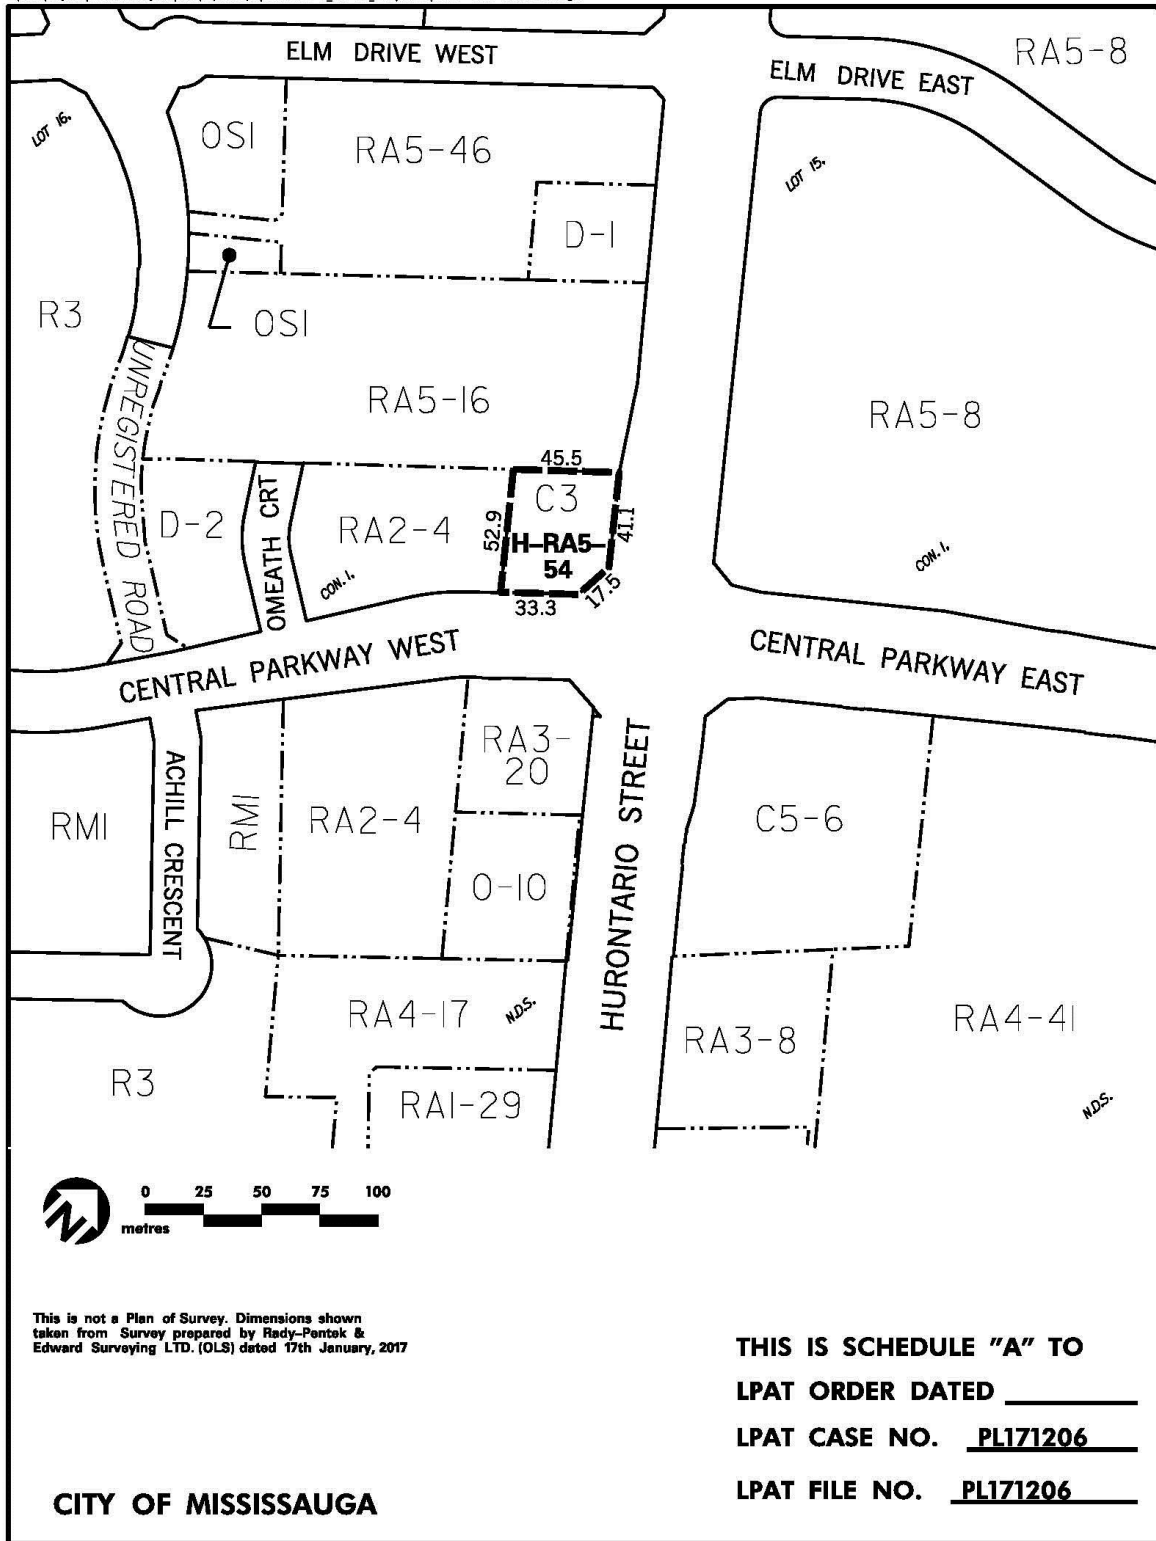 ELM DRIVE WEST
ELM DRIVE EAST
RA5-8
LOT 16.
OS1
RA5-46
LOT 15.
D-1
R3
OS1
UNREGISTERED ROAD
RA5-16
RA5-8
45.5
C3
D-2
OMEATH CRT
RA2-4
CON. 1.
52.9
41.1
H-RA5-
54
17.5
33.3
CON. 1.
CENTRAL PARKWAY WEST
CENTRAL PARKWAY EAST
ACHILL CRESCENT
RM1
RM1
RA2-4
RA3-
20
HURONTARIO STREET
C5-6
O-10
RA4-17
N.D.S.
RA3-8
RA4-41
R3
RA1-29
N.D.S.
N
0 25 50 75 100
metres
This is not a Plan of Survey. Dimensions shown
taken from Survey prepared by Rady-Pentek &
Edward Surveying LTD. (OLS) dated 17th January, 2017
THIS IS SCHEDULE "A" TO
LPAT ORDER DATED
LPAT CASE NO. PL171206
LPAT FILE NO. PL171206
CITY OF MISSISSAUGA